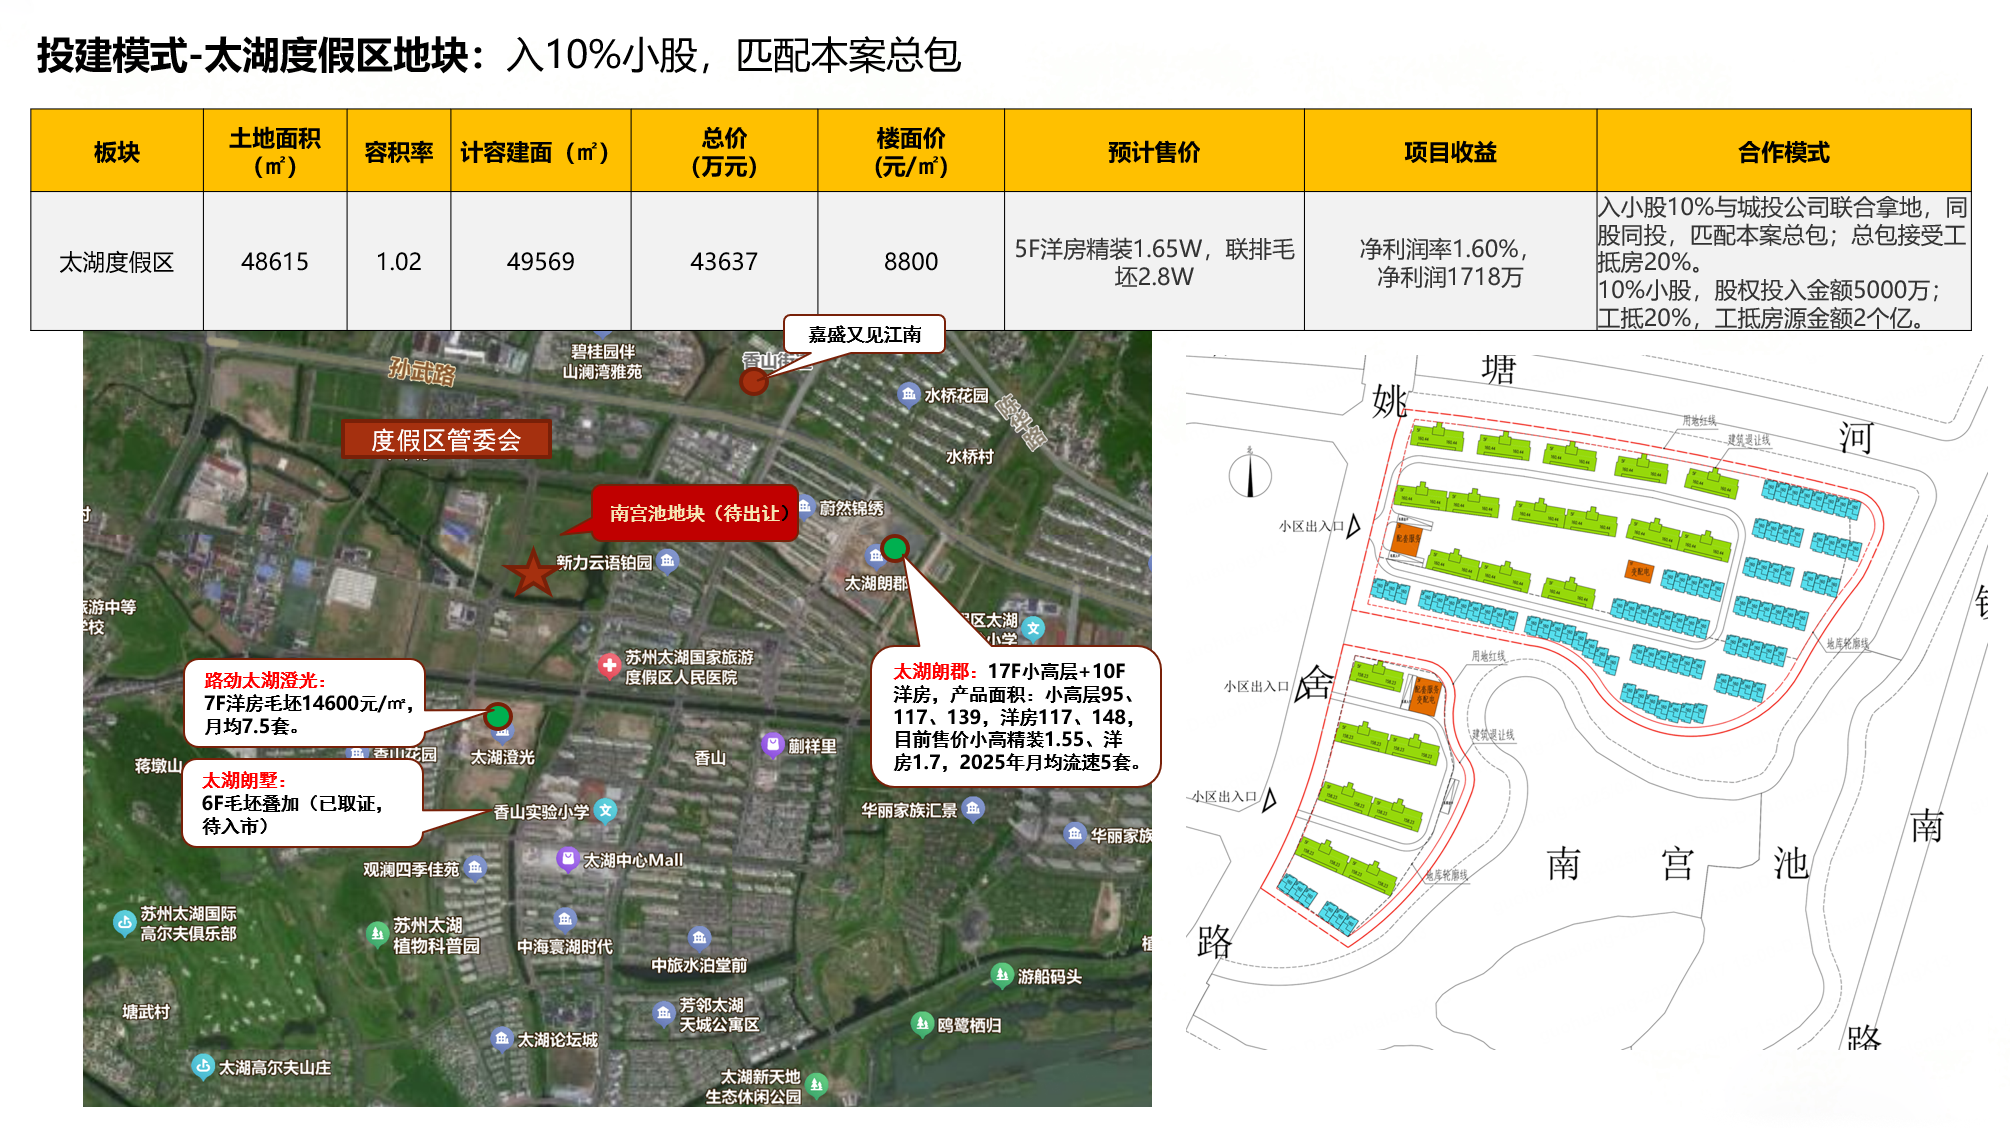 投建模式-太湖度假区地块：入10%小股，匹配本案总包
板块
土地面积
（㎡）
容积率
计容建面（㎡）
总价
（万元）
楼面价
（元/㎡）
预计售价
项目收益
合作模式
太湖度假区
48615
1.02
49569
43637
8800
5F洋房精装1.65W，联排毛
坯2.8W
净利润率1.60%，
净利润1718万
入小股10%与城投公司联合拿地，同
股同投，匹配本案总包；总包接受工
抵房20%。
10%小股，股权投入金额5000万；
工抵20%，工抵房源金额2个亿。
嘉盛又见江南
孙武路
碧桂园伴
山澜湾雅苑
香山街
水桥花园
度假区管委会
水桥村
南宫池地块（待出让）
蔚然锦绣
新力云语铂园
太湖朗郡
旅游中等
学校
区太湖
小学
苏州太湖国家旅游
度假区人民医院
路劲太湖澄光：
7F洋房毛坯14600元/㎡，
月均7.5套。
太湖朗郡：17F小高层+10F
洋房，产品面积：小高层95、
117、139，洋房117、148，
目前售价小高精装1.55、洋
房1.7，2025年月均流速5套。
香山花园
太湖澄光
香山
蒯祥里
蒋墩山
太湖朗墅：
6F毛坯叠加（已取证，
待入市）
香山实验小学
华丽家族汇景
华丽家族
太湖中心Mall
观澜四季佳苑
苏州太湖国际
高尔夫俱乐部
苏州太湖
植物科普园
中海寰湖时代
中旅水泊堂前
游船码头
塘武村
芳邻太湖
天城公寓区
鸥鹭栖归
太湖论坛城
太湖高尔夫山庄
太湖新天地
生态休闲公园
塘
姚
河
用地红线
建筑退让线
北
小区出入口
配套服务
变配电
地库轮廓线
用地红线
小区出入口
舍
配套服务
变配电
建筑退让线
小区出入口
南
南
宫
池
地库轮廓线
路
路